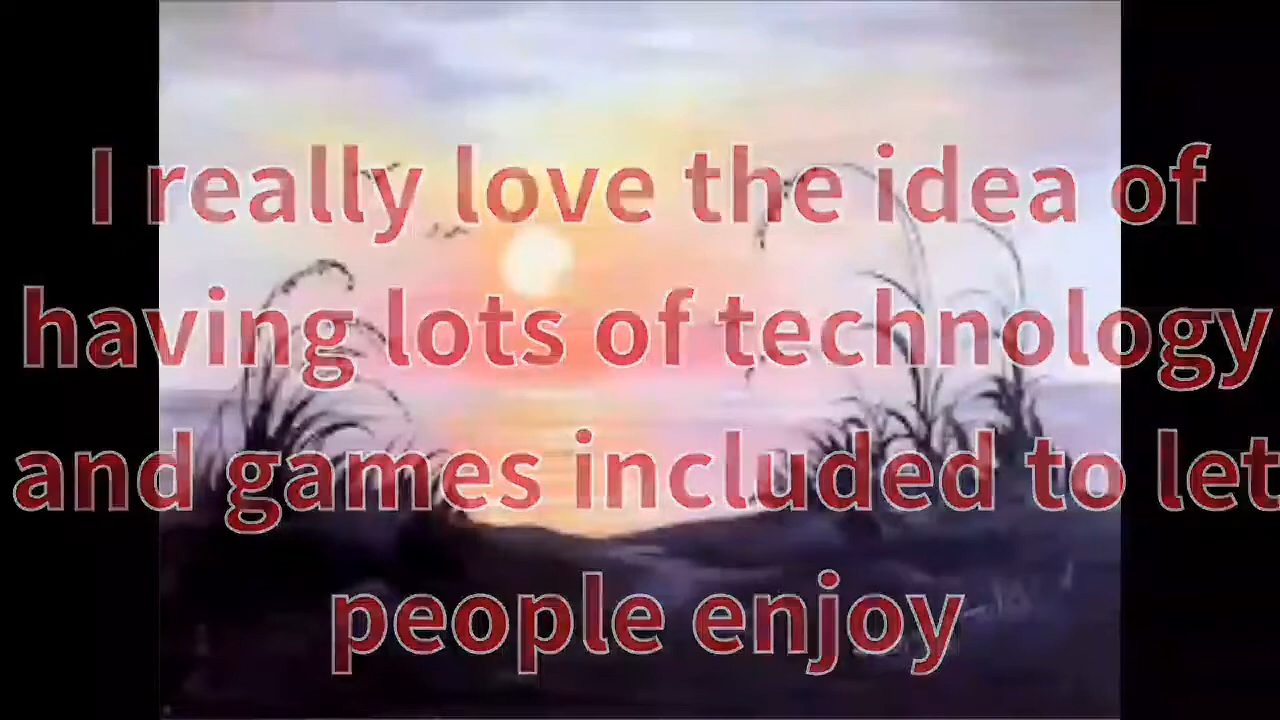 I really love the idea of
having lots of technology
and games included to let
people enjoy